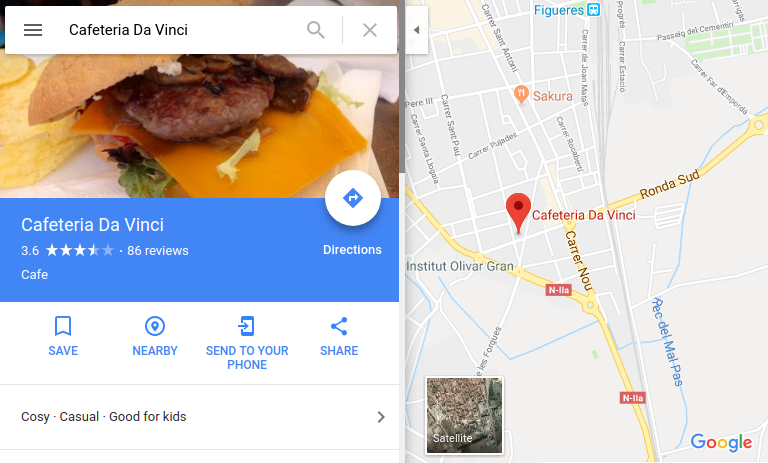 Cafeteria Da Vinci
Cafeteria Da Vinci
3.6
· 86 reviews
Directions
Cafe
SAVE
NEARBY
SEND TO YOUR
PHONE
SHARE
Cosy · Casual · Good for kids
Figueres
Carrer Sant Antoni
Carrer de Joan Matas
Progrés
Carrer Estació
Passeig del Cementiri
Carrer Far d'Empordà
Sakura
Pere III
Carrer Sant Pau
Carrer Santa Llogaia
Carrer Pujades
Carrer Rocabertí
Ronda Sud
Cafeteria Da Vinci
Carrer Nou
Institut Olivar Gran
N-IIa
Rec del Mal Pas
de les Forques
N-IIa
Satellite
Google